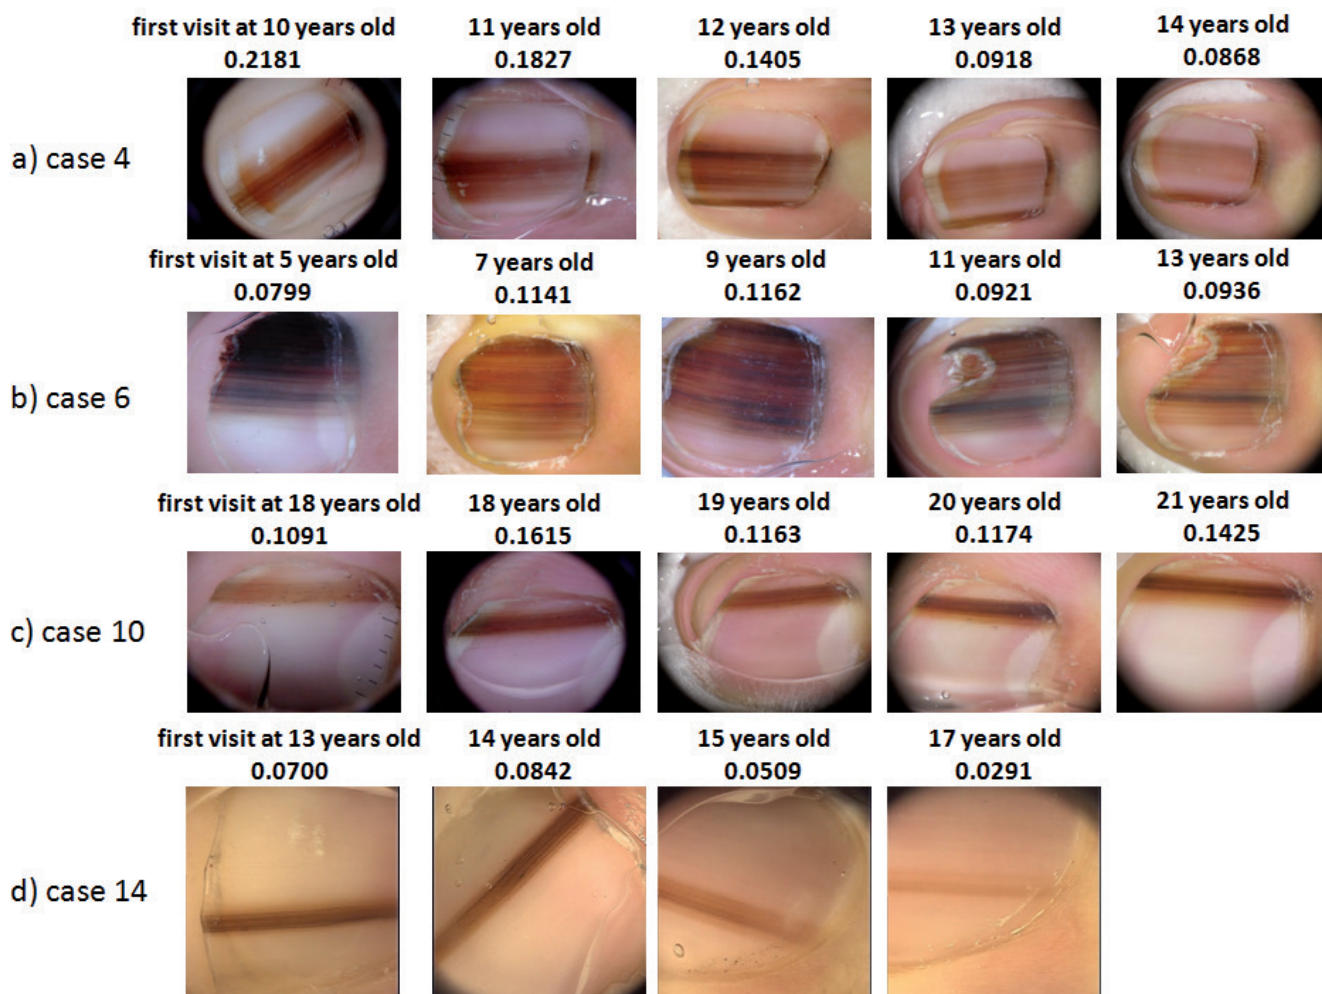 first visit at 10 years old 11 years old 12 years old 13 years old 14 years old
0.2181 0.1827 0.1405 0.0918 0.0868
a) case 4
first visit at 5 years old 7 years old 9 years old 11 years old 13 years old
0.0799 0.1141 0.1162 0.0921 0.0936
b) case 6
first visit at 18 years old 18 years old 19 years old 20 years old 21 years old
0.1091 0.1615 0.1163 0.1174 0.1425
c) case 10
first visit at 13 years old 14 years old 15 years old 17 years old
0.0700 0.0842 0.0509 0.0291
d) case 14